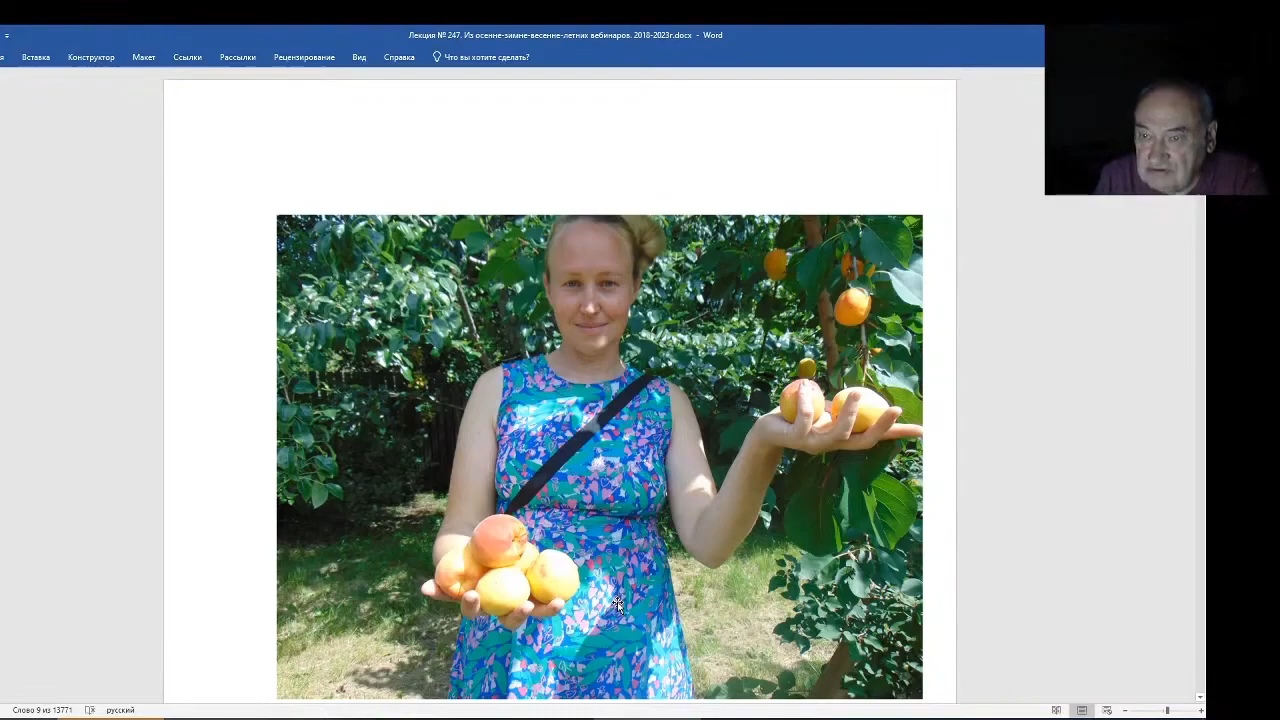 Лекция № 247. Из осенне-зимне-весенне-летних вебинаров. 2018-2023г.docx - Word
я Вставка Конструктор Макет Ссылки Рассылки Рецензирование Вид Справка Что вы хотите сделать?
Слово 9 из 13771 русский